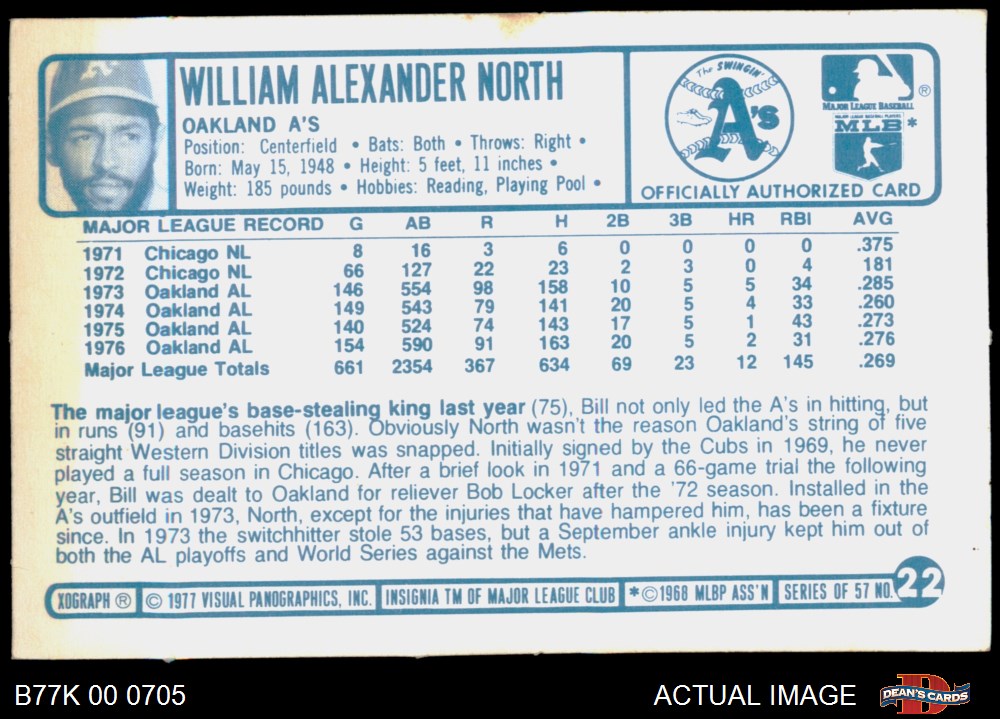 WILLIAM ALEXANDER NORTH
OAKLAND A'S
Position: Centerfield • Bats: Both • Throws: Right •
Born: May 15, 1948 • Height: 5 feet, 11 inches •
Weight: 185 pounds • Hobbies: Reading, Playing Pool •
The SWINGIN'
A's
MAJOR LEAGUE BASEBALL ®
MAJOR LEAGUE BASEBALL PLAYERS
MLB *
OFFICIALLY AUTHORIZED CARD
MAJOR LEAGUE RECORD G AB R H 2B 3B HR RBI AVG
1971 Chicago NL 8 16 3 6 0 0 0 0 .375
1972 Chicago NL 66 127 22 23 2 3 0 4 181
1973 Oakland AL 146 554 98 158 10 5 5 34 .285
1974 Oakland AL 149 543 79 141 20 5 4 33 .260
1975 Oakland AL 140 524 74 143 17 5 1 43 .273
1976 Oakland AL 154 590 91 163 20 5 2 31 .276
Major League Totals 661 2354 367 634 69 23 12 145 .269
The major league's base-stealing king last year (75), Bill not only led the A's in hitting, but
in runs (91) and basehits (163). Obviously North wasn't the reason Oakland's string of five
straight Western Division titles was snapped. Initially signed by the Cubs in 1969, he never
played a full season in Chicago. After a brief look in 1971 and a 66-game trial the following
year, Bill was dealt to Oakland for reliever Bob Locker after the '72 season. Installed in the
A's outfield in 1973, North, except for the injuries that have hampered him, has been a fixture
since. In 1973 the switchhitter stole 53 bases, but a September ankle injury kept him out of
both the AL playoffs and World Series against the Mets.
XOGRAPH ® © 1977 VISUAL PANOGRAPHICS, INC. INSIGNIA TM OF MAJOR LEAGUE CLUB *©1968 MLBP ASS'N SERIES OF 57 NO. 22
B77K 00 0705
ACTUAL IMAGE
DEAN'S CARDS